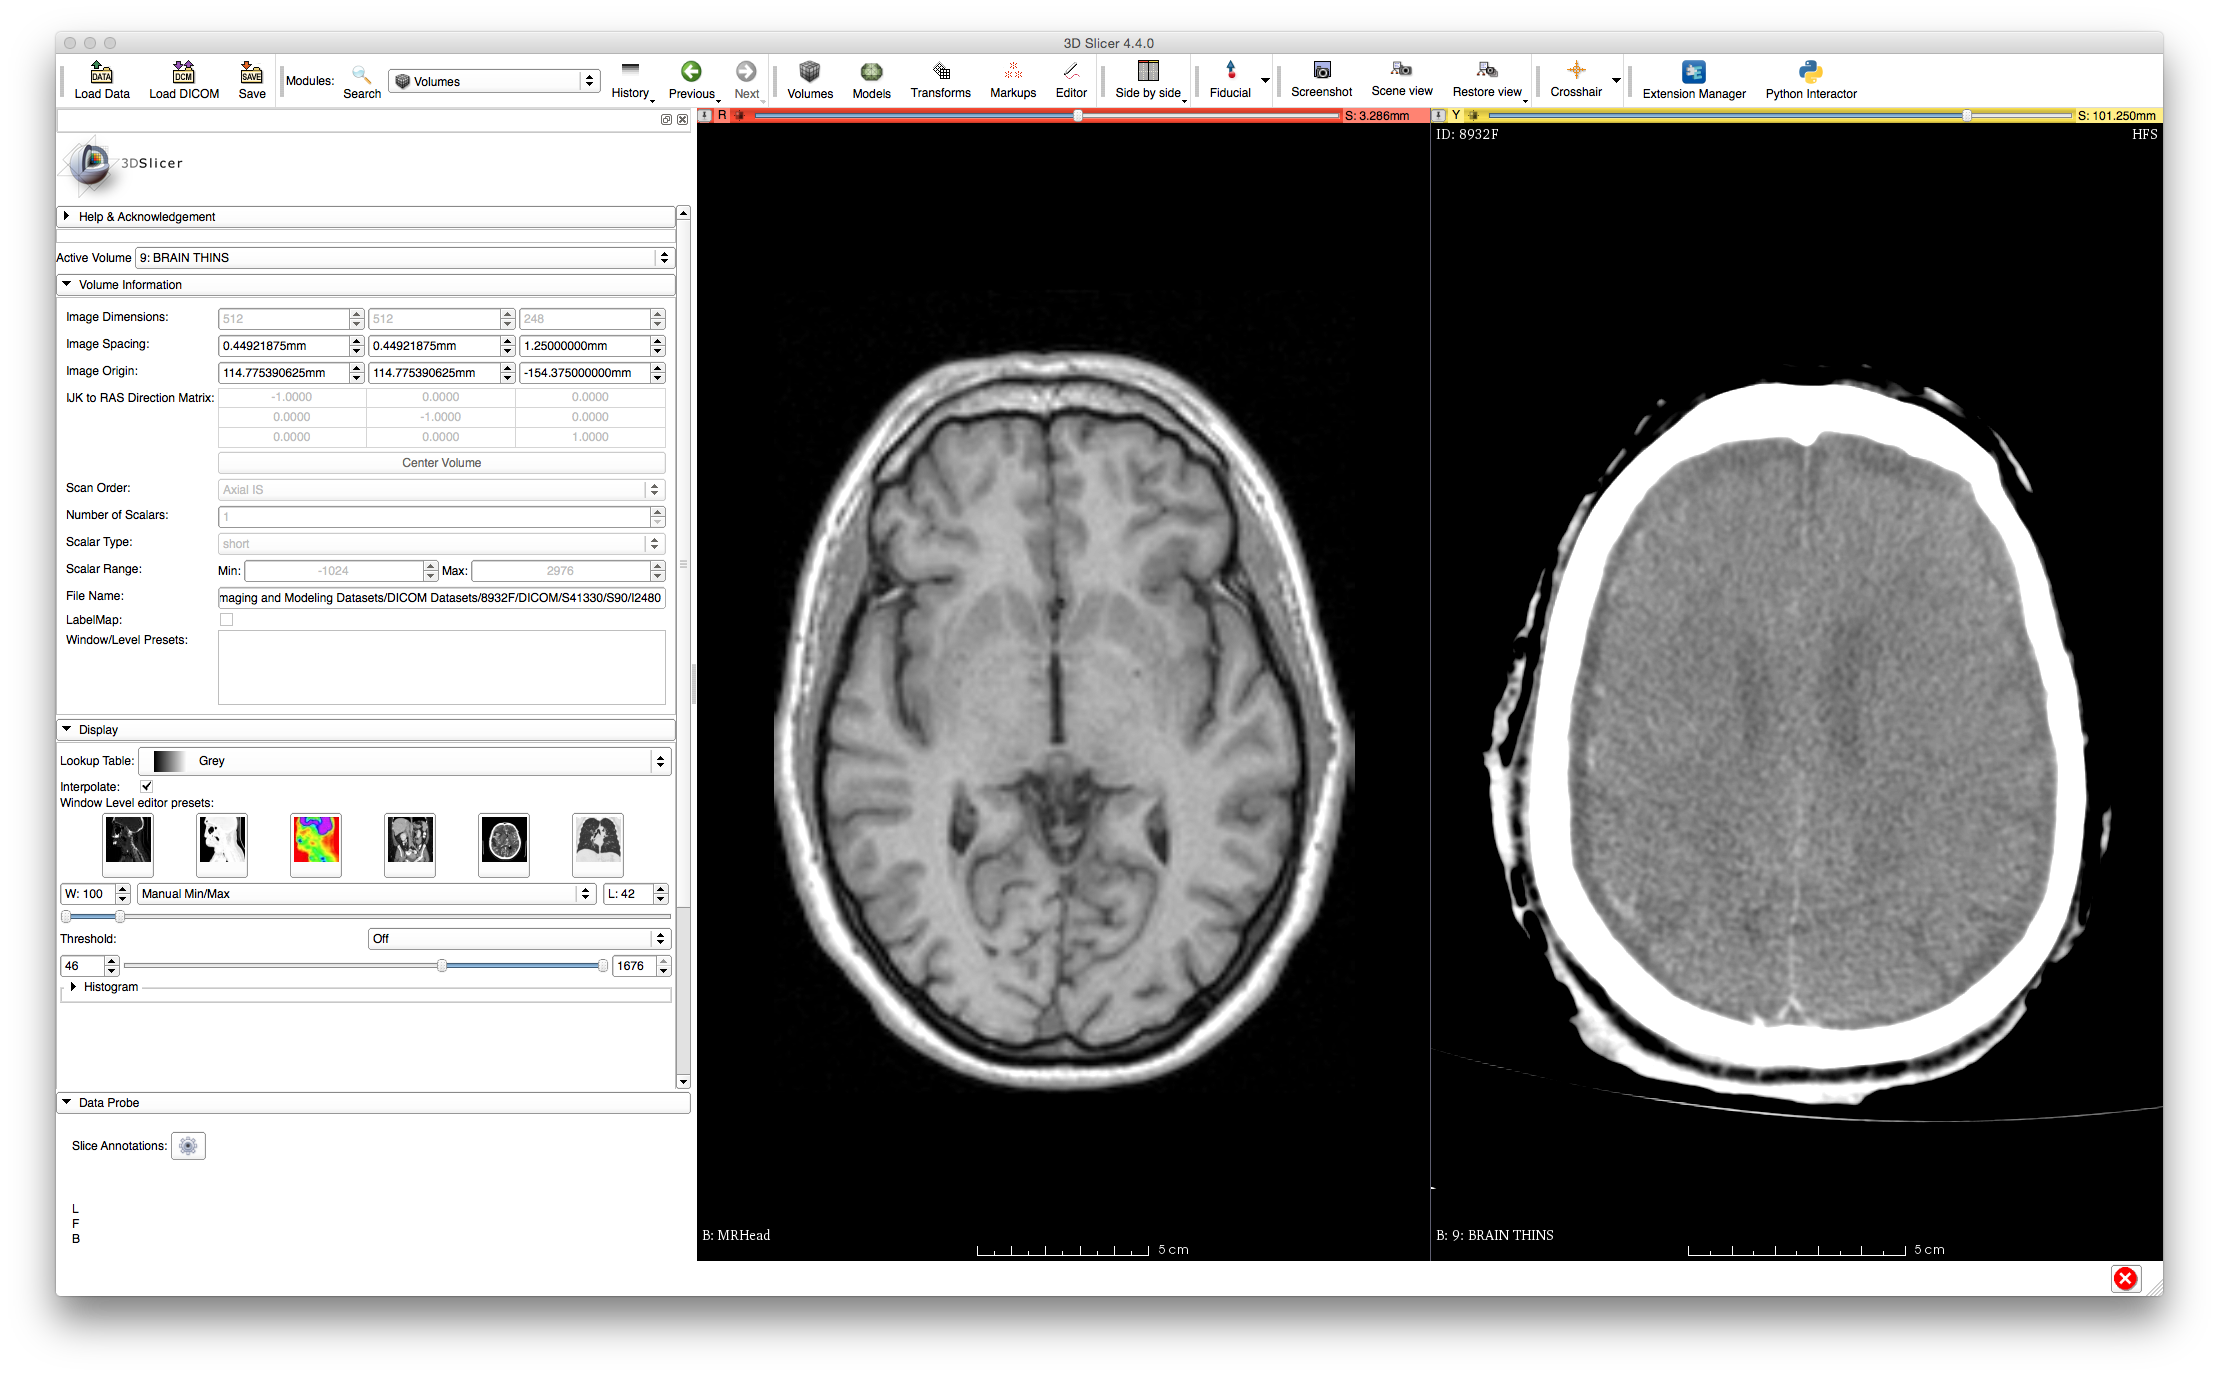 3D Slicer 4.4.0
DATA DCM SAVE
Load Data Load DICOM Save Modules: Search Volumes History Previous Next Volumes Models Transforms Markups Editor Side by side Fiducial Screenshot Scene view Restore view Crosshair Extension Manager Python Interactor
3DSlicer
Help & Acknowledgement
Active Volume 9: BRAIN THINS
Volume Information
Image Dimensions: 512 512 248
Image Spacing: 0.44921875mm 0.44921875mm 1.25000000mm
Image Origin: 114.775390625mm 114.775390625mm -154.375000000mm
IJK to RAS Direction Matrix: -1.0000 0.0000 0.0000
0.0000 -1.0000 0.0000
0.0000 0.0000 1.0000
Center Volume
Scan Order: Axial IS
Number of Scalars: 1
Scalar Type: short
Scalar Range: Min: -1024 Max: 2976
File Name: maging and Modeling Datasets/DICOM Datasets/8932F/DICOM/S41330/S90/I2480
LabelMap:
Window/Level Presets:
Display
Lookup Table: Grey
Interpolate:
Window Level editor presets:
W: 100 Manual Min/Max L: 42
Threshold: Off
46 1676
Histogram
Data Probe
Slice Annotations:
L
F
B
R S: 3.286mm
B: MRHead
5 cm
Y S: 101.250mm
ID: 8932F HFS
B: 9: BRAIN THINS
5 cm